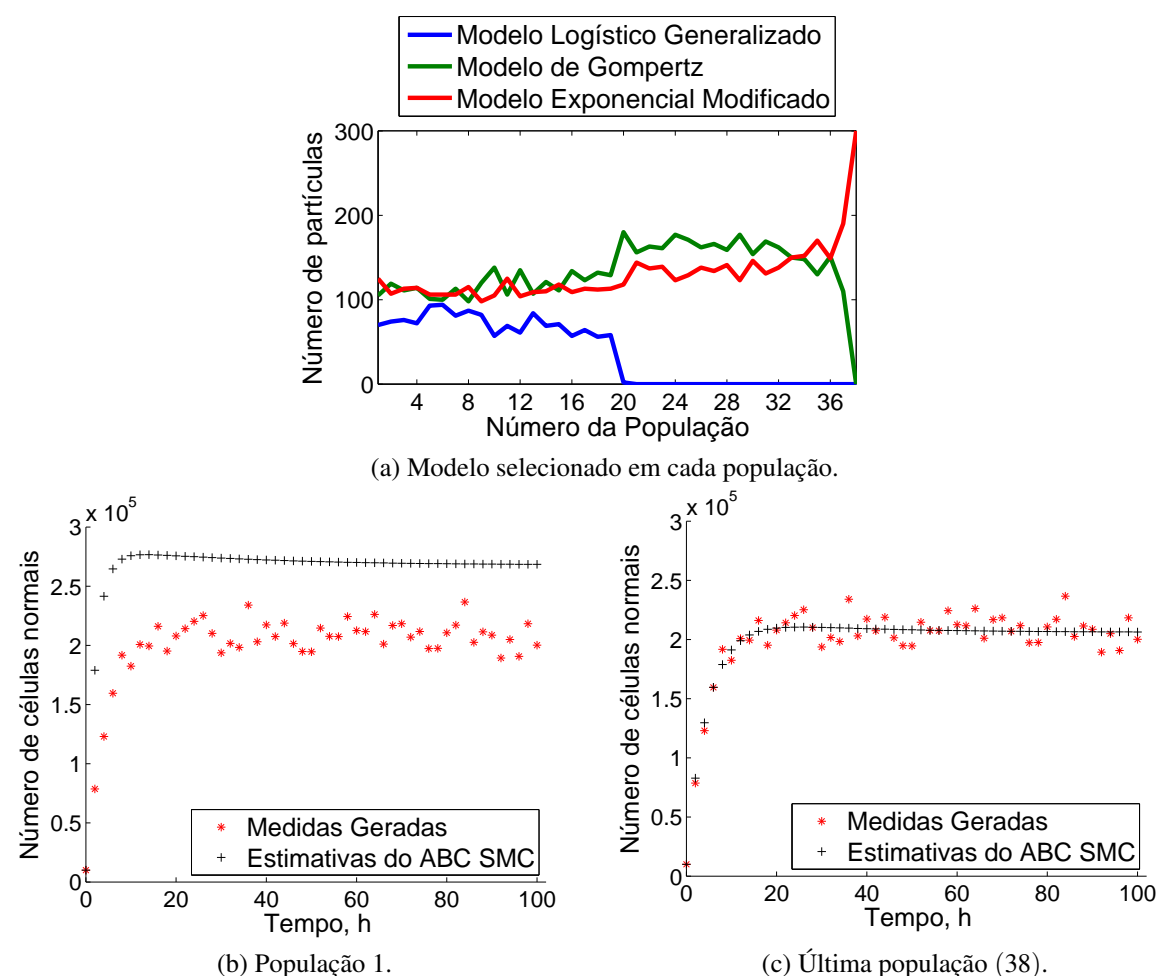 Modelo Logístico Generalizado
Modelo de Gompertz
Modelo Exponencial Modificado
Número de partículas
300
200
100
0
4 8 12 16 20 24 28 32 36
Número da População
(a) Modelo selecionado em cada população.
x 10^5
Número de células normais
3
2.5
2
1.5
1
0.5
0
0 20 40 60 80 100
Tempo, h
Medidas Geradas
Estimativas do ABC SMC
(b) População 1.
x 10^5
Número de células normais
3
2.5
2
1.5
1
0.5
0
0 20 40 60 80 100
Tempo, h
Medidas Geradas
Estimativas do ABC SMC
(c) Última população (38).